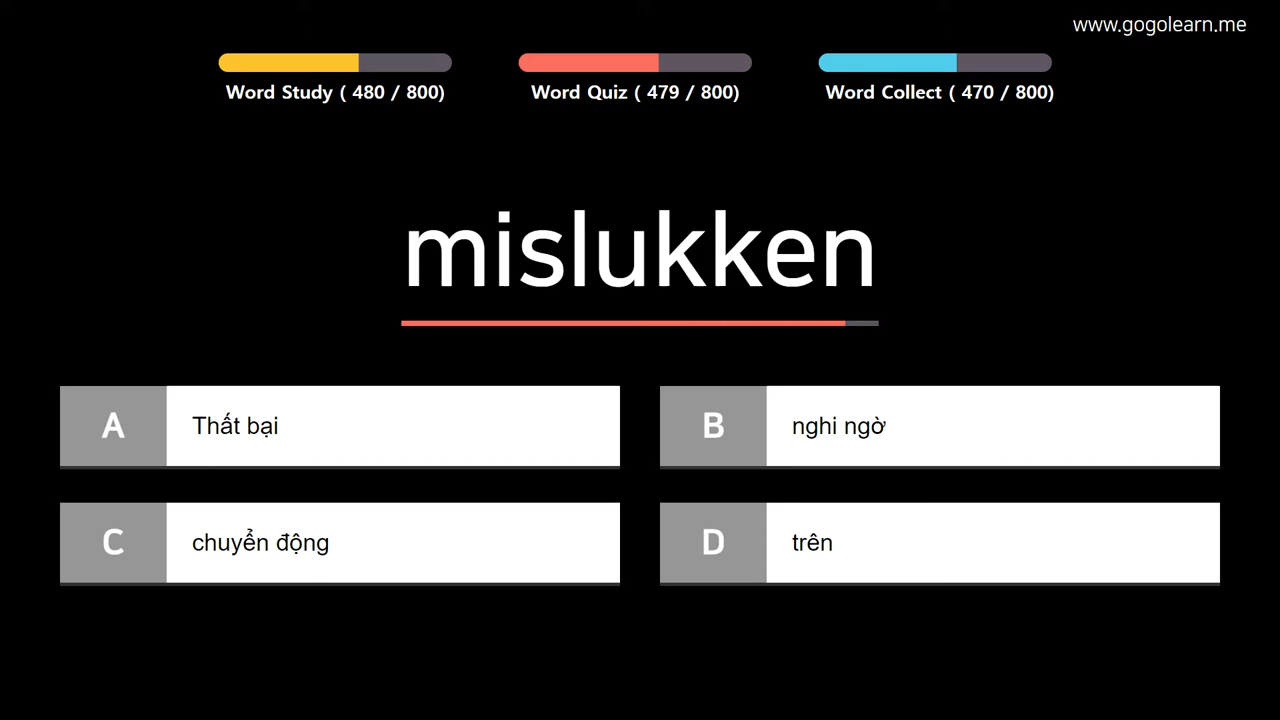 www.gogolearn.me
Word Study ( 480 / 800)
Word Quiz ( 479 / 800)
Word Collect ( 470 / 800)
mislukken
A Thất bại
B nghi ngờ
C chuyển động
D trên